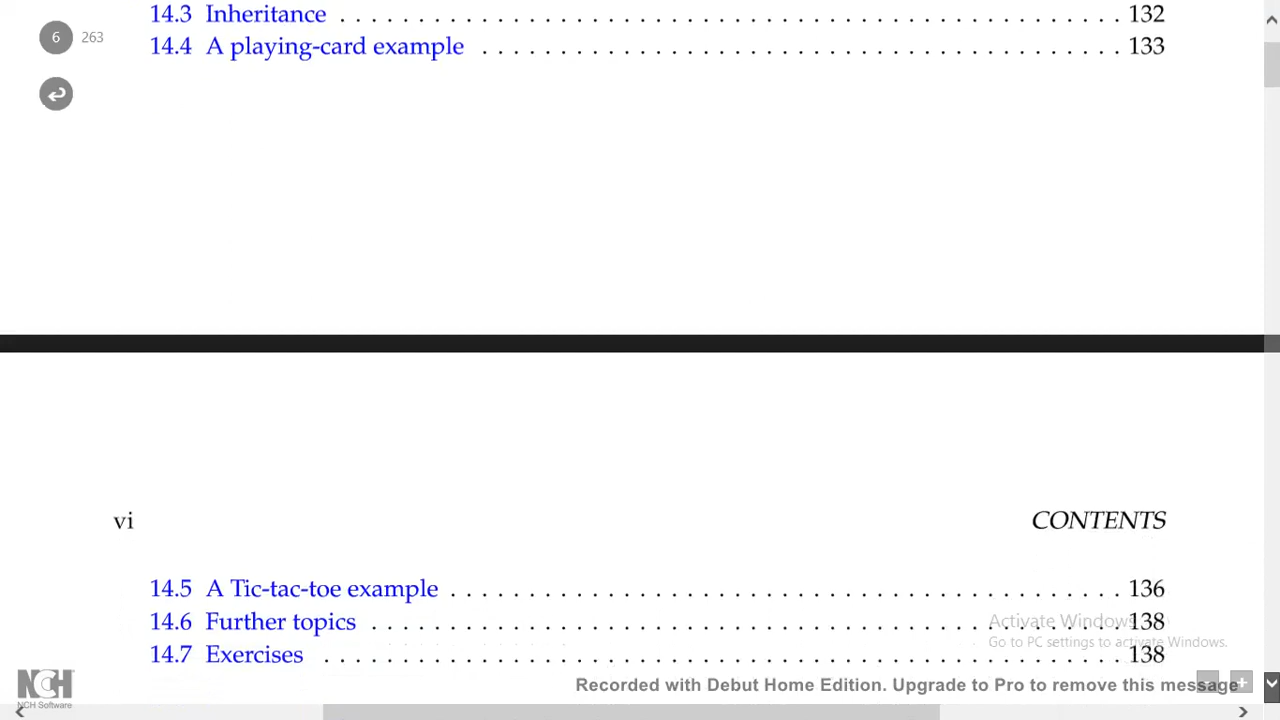 14.3 Inheritance . . . . . . . . . . . . . . . . . . . . . . . . . . . . . . . . . . . . . . . . . . . . . . . . . . 132
6 263
14.4 A playing-card example . . . . . . . . . . . . . . . . . . . . . . . . . . . . . . . . . . . . . . . . . 133
vi CONTENTS
14.5 A Tic-tac-toe example . . . . . . . . . . . . . . . . . . . . . . . . . . . . . . . . . . . . . . . . . . . 136
14.6 Further topics . . . . . . . . . . . . . . . . . . . . . . . . . . . . . . . . . . . . . . . . . . . . . . . . 138
Activate Windows
Go to PC settings to activate Windows.
14.7 Exercises . . . . . . . . . . . . . . . . . . . . . . . . . . . . . . . . . . . . . . . . . . . . . . . . . . . 138
NCH
NCH Software
Recorded with Debut Home Edition. Upgrade to Pro to remove this message